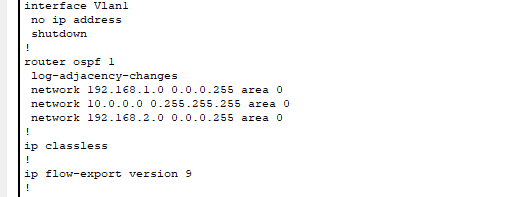 interface Vlan1
 no ip address
 shutdown
!
router ospf 1
 log-adjacency-changes
 network 192.168.1.0 0.0.0.255 area 0
 network 10.0.0.0 0.255.255.255 area 0
 network 192.168.2.0 0.0.0.255 area 0
!
ip classless
!
ip flow-export version 9
!